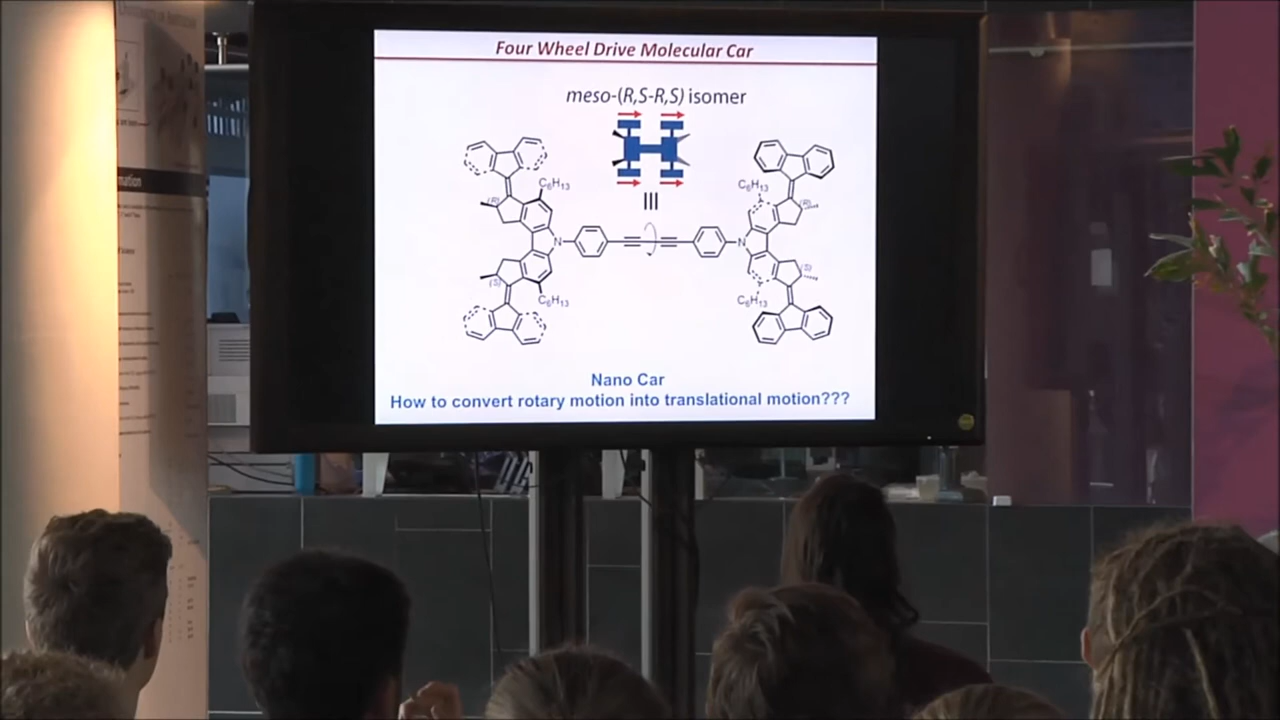 Four Wheel Drive Molecular Car
meso-(R,S-R,S) isomer
C₆H₁₃
C₆H₁₃
(R)
(R)
N
N
(S)
(S)
C₆H₁₃
C₆H₁₃
Nano Car
How to convert rotary motion into translational motion???